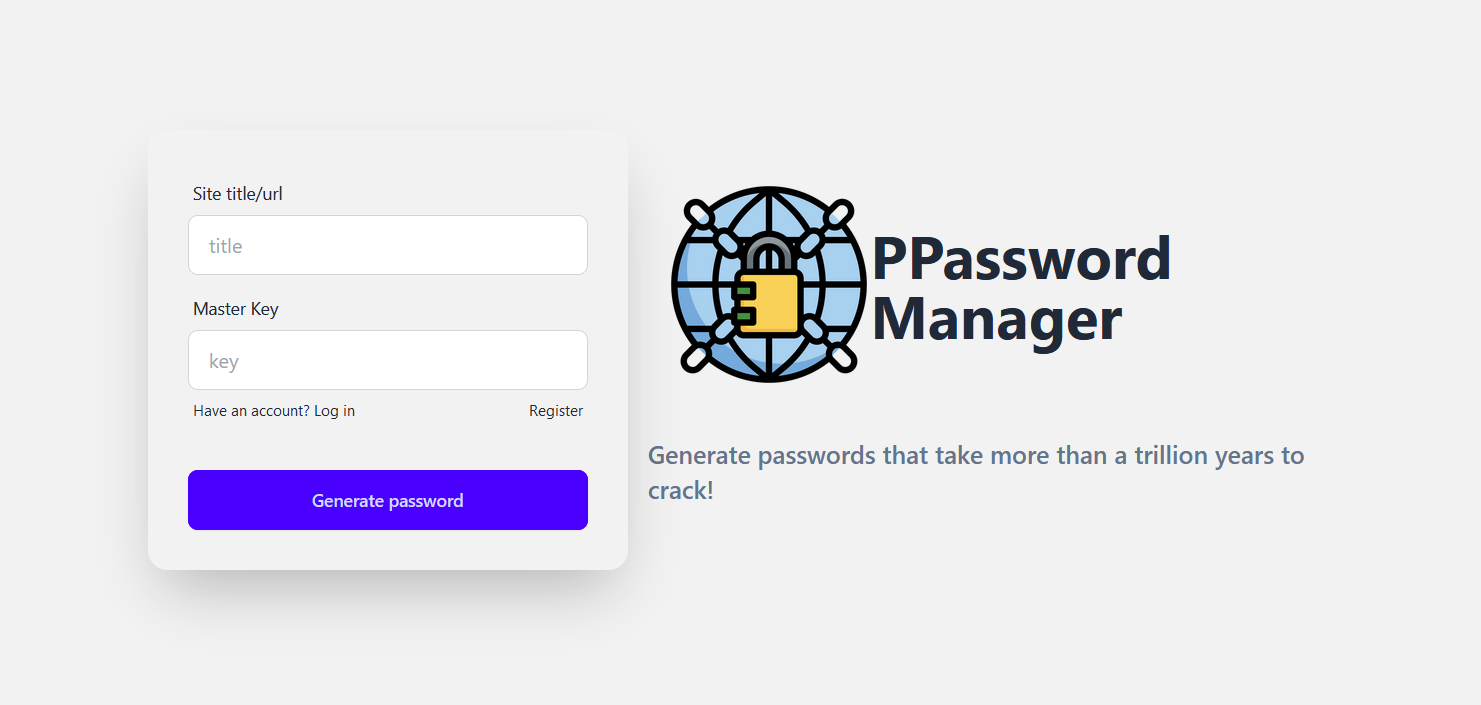 Site title/url
title
Master Key
key
Have an account? Log in Register
Generate password
PPassword
Manager
Generate passwords that take more than a trillion years to
crack!